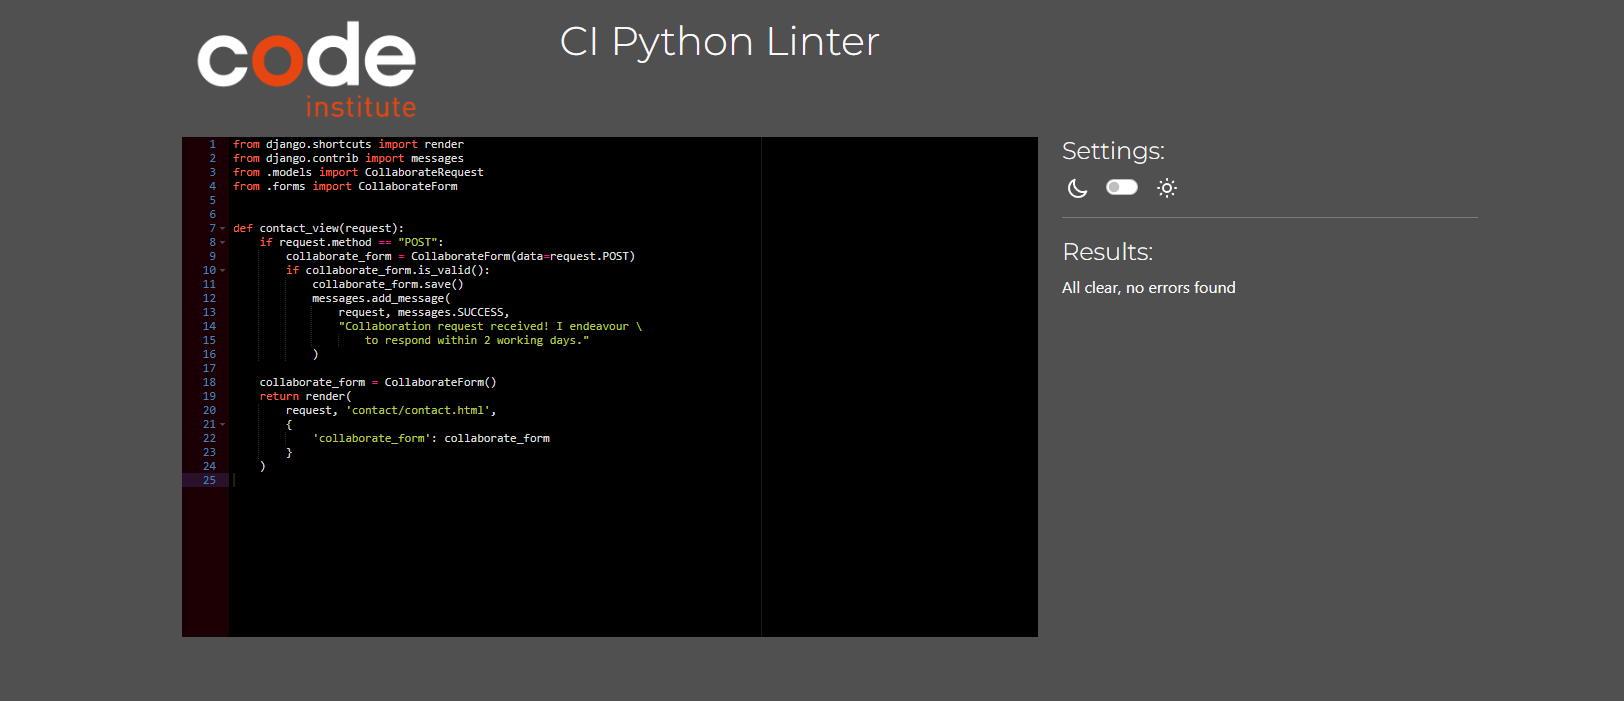 code
institute
CI Python Linter
1 from django.shortcuts import render
2 from django.contrib import messages
3 from .models import CollaborateRequest
4 from .forms import CollaborateForm
5
6
7 def contact_view(request):
8     if request.method == "POST":
9         collaborate_form = CollaborateForm(data=request.POST)
10         if collaborate_form.is_valid():
11             collaborate_form.save()
12             messages.add_message(
13                 request, messages.SUCCESS,
14                 "Collaboration request received! I endeavour \
15                     to respond within 2 working days."
16             )
17
18     collaborate_form = CollaborateForm()
19     return render(
20         request, 'contact/contact.html',
21         {
22             'collaborate_form': collaborate_form
23         }
24     )
25
Settings:
Results:
All clear, no errors found